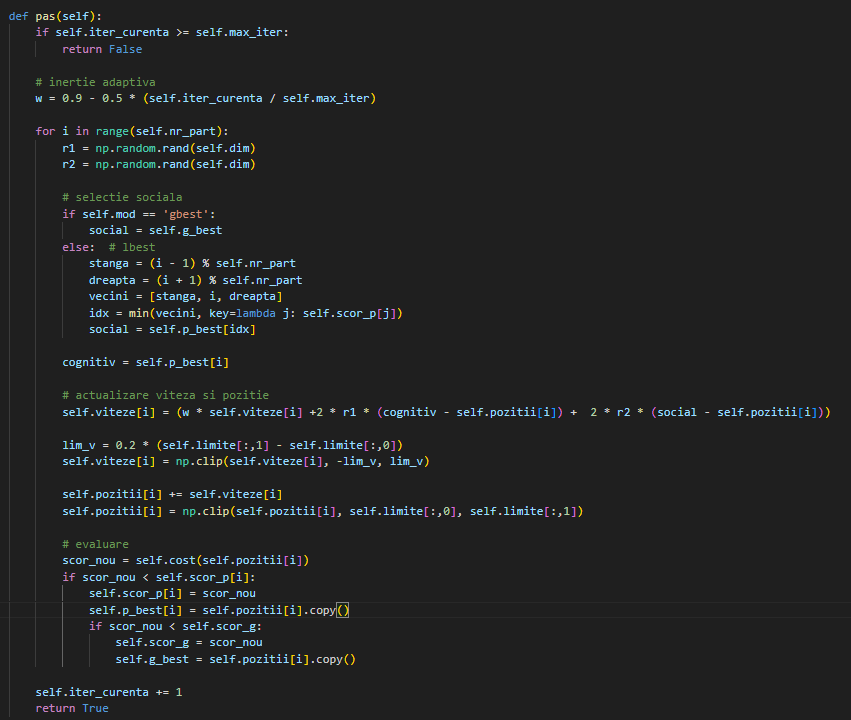 def pas(self):
    if self.iter_curenta >= self.max_iter:
        return False

    # inertie adaptiva
    w = 0.9 - 0.5 * (self.iter_curenta / self.max_iter)

    for i in range(self.nr_part):
        r1 = np.random.rand(self.dim)
        r2 = np.random.rand(self.dim)

        # selectie sociala
        if self.mod == 'gbest':
            social = self.g_best
        else:  # lbest
            stanga = (i - 1) % self.nr_part
            dreapta = (i + 1) % self.nr_part
            vecini = [stanga, i, dreapta]
            idx = min(vecini, key=lambda j: self.scor_p[j])
            social = self.p_best[idx]

        cognitiv = self.p_best[i]

        # actualizare viteza si pozitie
        self.viteze[i] = (w * self.viteze[i] +2 * r1 * (cognitiv - self.pozitii[i]) +  2 * r2 * (social - self.pozitii[i]))

        lim_v = 0.2 * (self.limite[:,1] - self.limite[:,0])
        self.viteze[i] = np.clip(self.viteze[i], -lim_v, lim_v)

        self.pozitii[i] += self.viteze[i]
        self.pozitii[i] = np.clip(self.pozitii[i], self.limite[:,0], self.limite[:,1])

        # evaluare
        scor_nou = self.cost(self.pozitii[i])
        if scor_nou < self.scor_p[i]:
            self.scor_p[i] = scor_nou
            self.p_best[i] = self.pozitii[i].copy()
            if scor_nou < self.scor_g:
                self.scor_g = scor_nou
                self.g_best = self.pozitii[i].copy()

    self.iter_curenta += 1
    return True